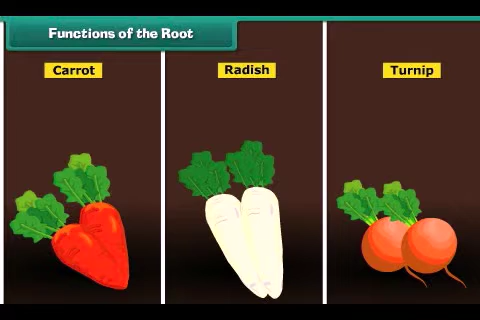 Functions of the Root
Carrot
Radish
Turnip